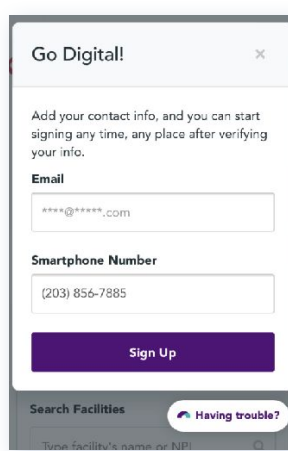 Go Digital!
×
Add your contact info, and you can start
signing any time, any place after verifying
your info.
Email
****@*****.com
Smartphone Number
(203) 856-7885
Sign Up
Search Facilities
Having trouble?
Type facility's name or NPI